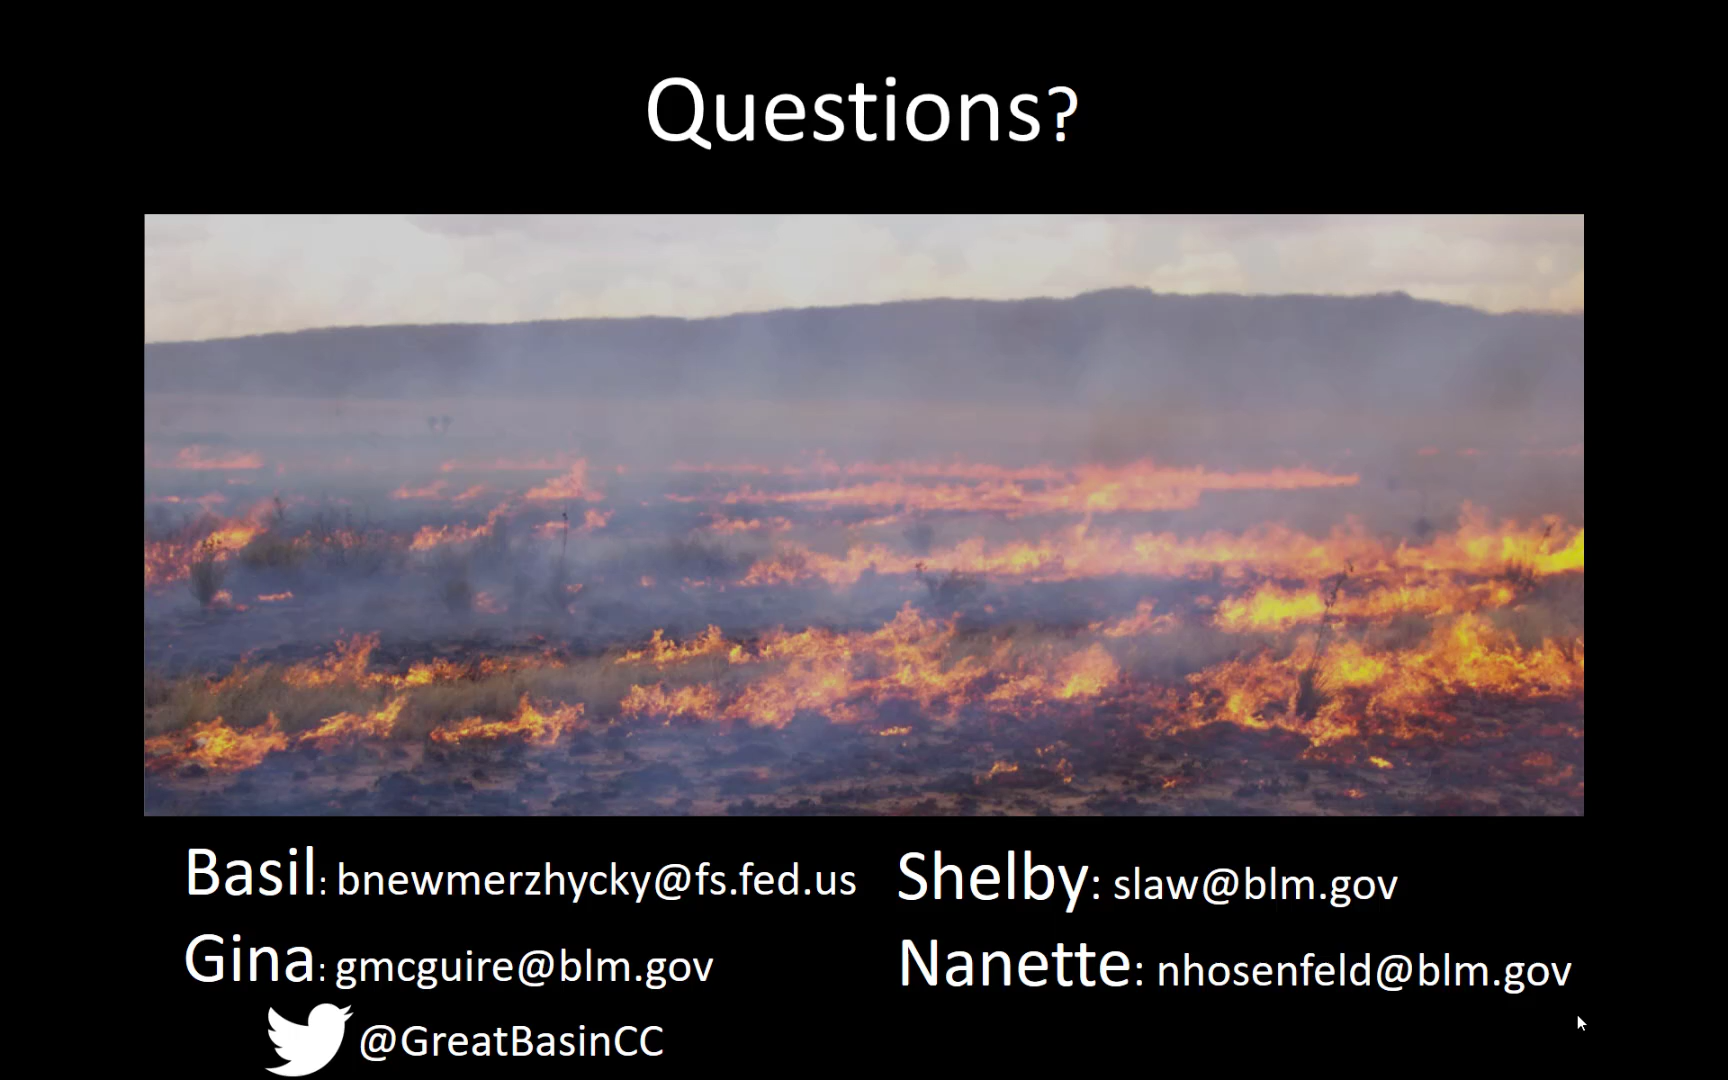 Questions?
Basil: bnewmerzhycky@fs.fed.us
Shelby: slaw@blm.gov
Gina: gmcguire@blm.gov
Nanette: nhosenfeld@blm.gov
@GreatBasinCC